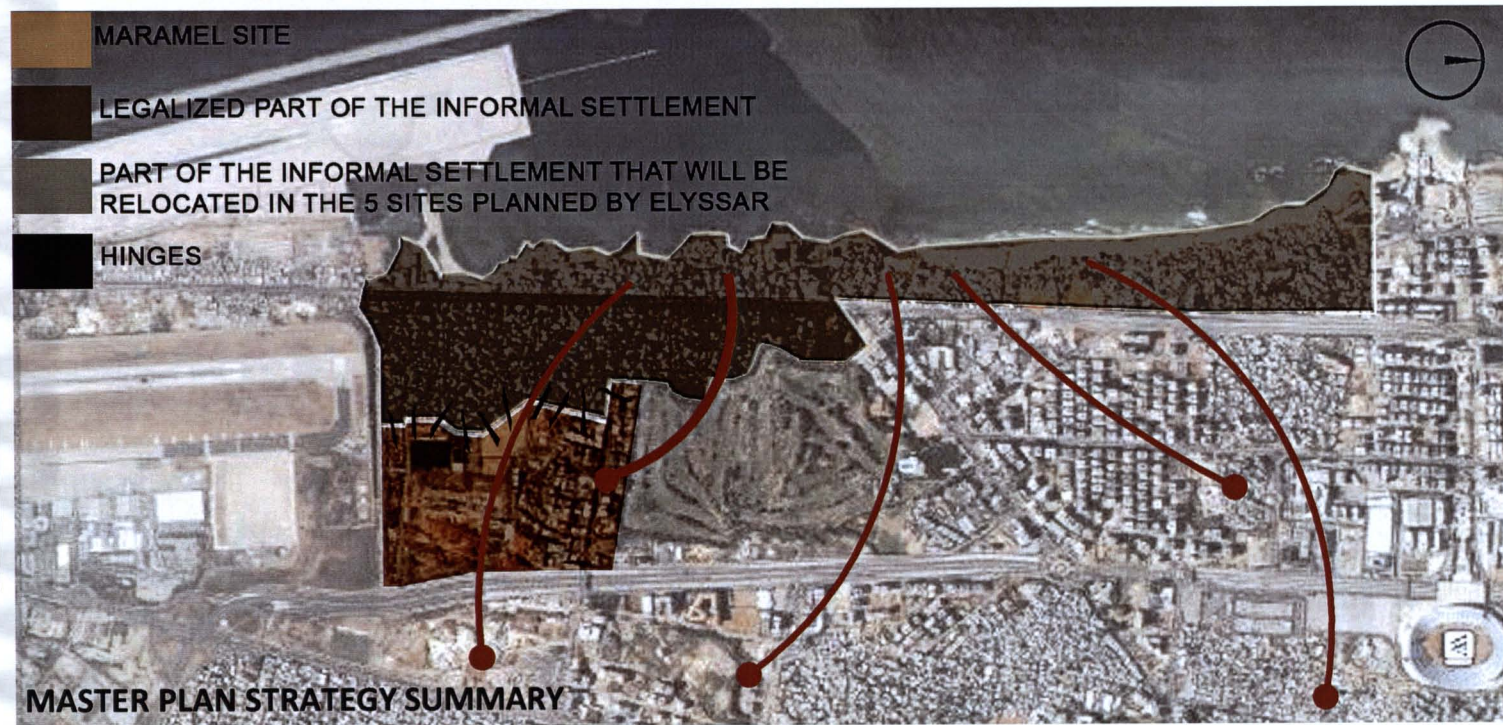 MARAMEL SITE
LEGALIZED PART OF THE INFORMAL SETTLEMENT
PART OF THE INFORMAL SETTLEMENT THAT WILL BE
RELOCATED IN THE 5 SITES PLANNED BY ELYSSAR
HINGES
MASTER PLAN STRATEGY SUMMARY